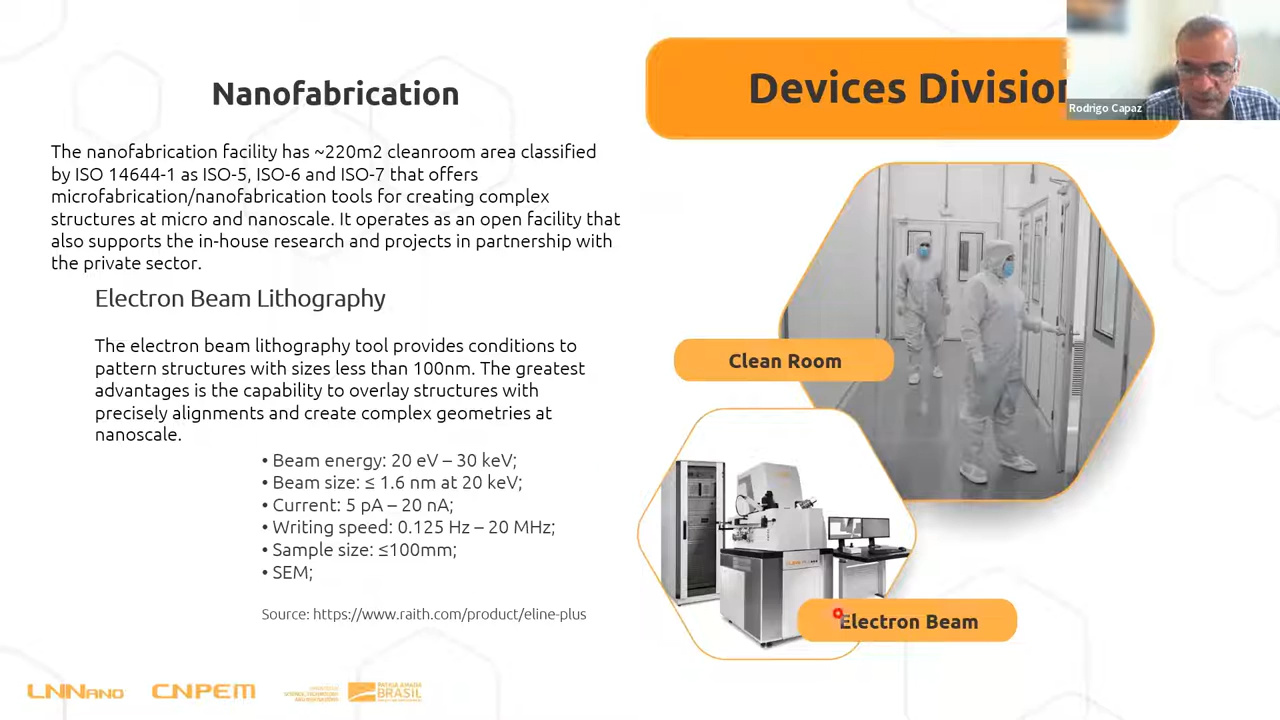 Nanofabrication
The nanofabrication facility has ~220m2 cleanroom area classified
by ISO 14644-1 as ISO-5, ISO-6 and ISO-7 that offers
microfabrication/nanofabrication tools for creating complex
structures at micro and nanoscale. It operates as an open facility that
also supports the in-house research and projects in partnership with
the private sector.
Electron Beam Lithography
The electron beam lithography tool provides conditions to
pattern structures with sizes less than 100nm. The greatest
advantages is the capability to overlay structures with
precisely alignments and create complex geometries at
nanoscale.
• Beam energy: 20 eV – 30 keV;
• Beam size: ≤ 1.6 nm at 20 keV;
• Current: 5 pA – 20 nA;
• Writing speed: 0.125 Hz – 20 MHz;
• Sample size: ≤100mm;
• SEM;
Source: https://www.raith.com/product/eline-plus
LNNANO
CNPEM
PÁTRIA AMADA
BRASIL
Devices Division
Rodrigo Capaz
Clean Room
Electron Beam